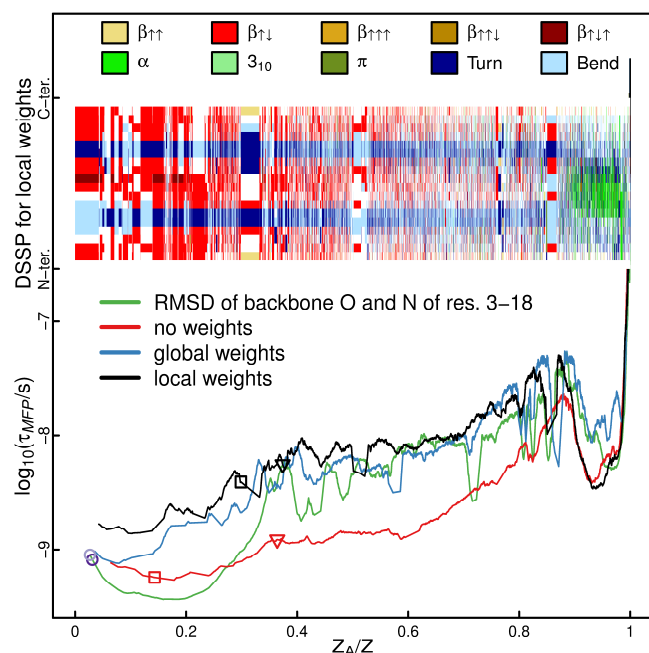 β↑↑ β↑↓ β↑↑↑ β↑↑↓ β↑↓↑
α 3₁₀ π Turn Bend
DSSP for local weights
C−ter.
N−ter.
RMSD of backbone O and N of res. 3−18
no weights
global weights
local weights
log₁₀(τMFP/s)
−7
−8
−9
0 0.2 0.4 0.6 0.8 1
Z_A/Z